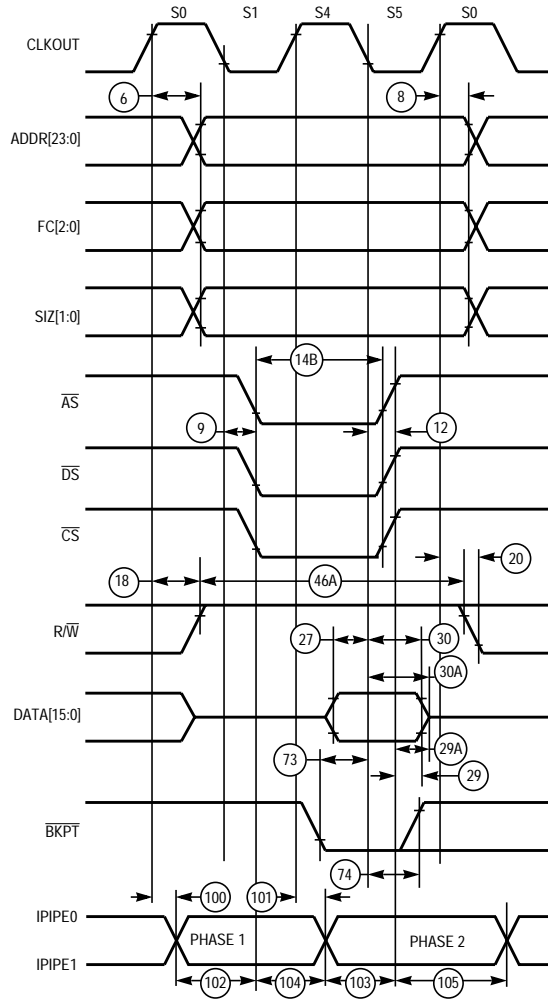 S0 S1 S4 S5 S0
CLKOUT
6 8
ADDR[23:0]
FC[2:0]
SIZ[1:0]
14B
AS
9 12
DS
CS
18 46A 20
R/W
27 30
30A
DATA[15:0]
29A
73 29
BKPT
74
100 101
IPIPE0
PHASE 1 PHASE 2
IPIPE1
102 104 103 105